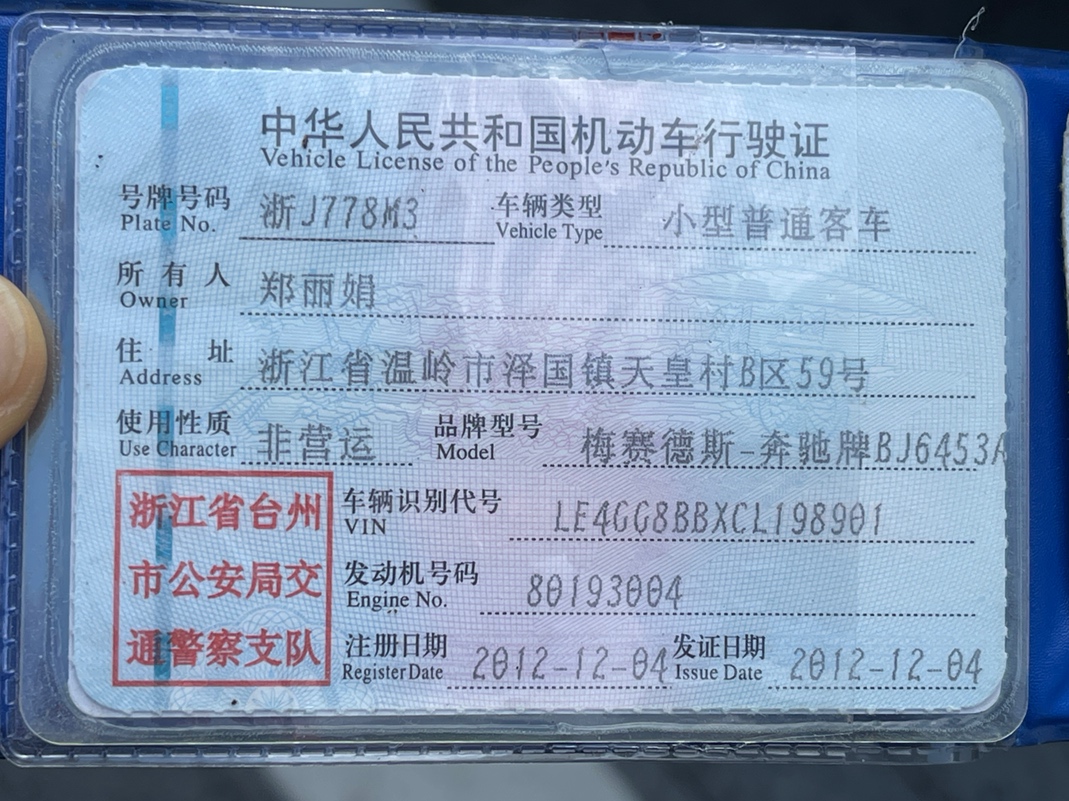 中华人民共和国机动车行驶证
Vehicle License of the People's Republic of China
号牌号码 浙J778M3 车辆类型 小型普通客车
Plate No. Vehicle Type
所有人 郑丽娟
Owner
住址 浙江省温岭市泽国镇天皇村B区59号
Address
使用性质 非营运 品牌型号 梅赛德斯-奔驰牌BJ6453A
Use Character Model
浙江省台州
市公安局交
通警察支队
车辆识别代号 LE4GG8BBXCL198901
VIN
发动机号码 80193004
Engine No.
注册日期 2012-12-04 发证日期 2012-12-04
Register Date Issue Date